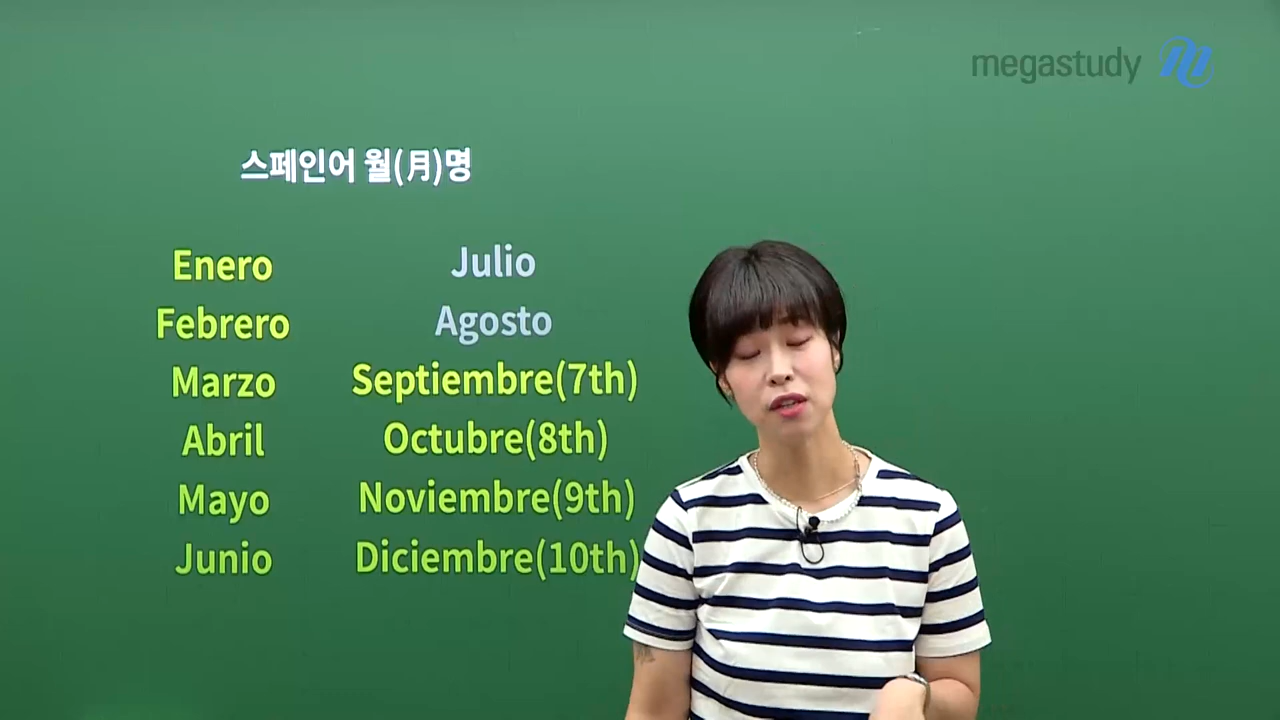 megastudy
스페인어 월(月)명
Enero
Febrero
Marzo
Abril
Mayo
Junio
Julio
Agosto
Septiembre(7th)
Octubre(8th)
Noviembre(9th)
Diciembre(10th)